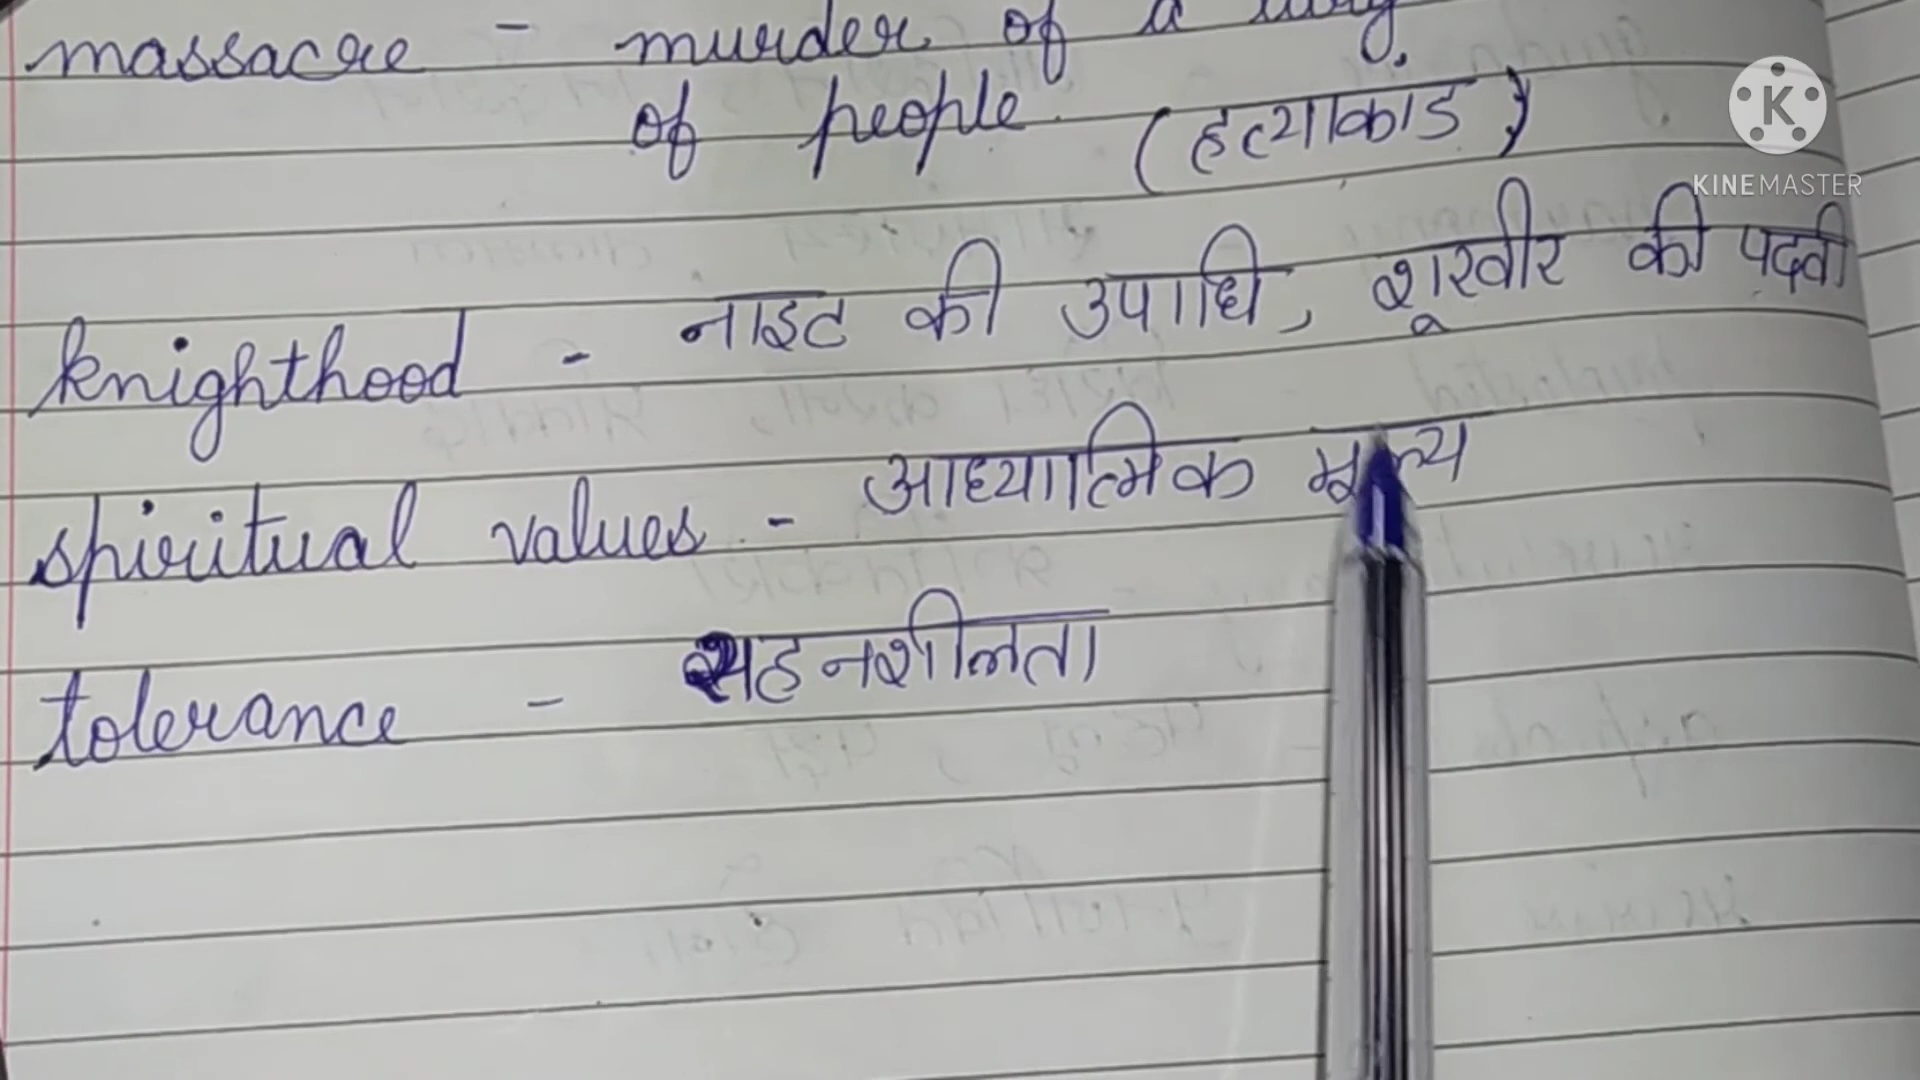 massacre - murder of a
of people. (हत्याकाड)
knighthood - नाइट की उपाधि, शूरवीर की पदवी
spiritual values - आध्यात्मिक मूल्य
tolerance - सहनशीलता
K
KINEMASTER